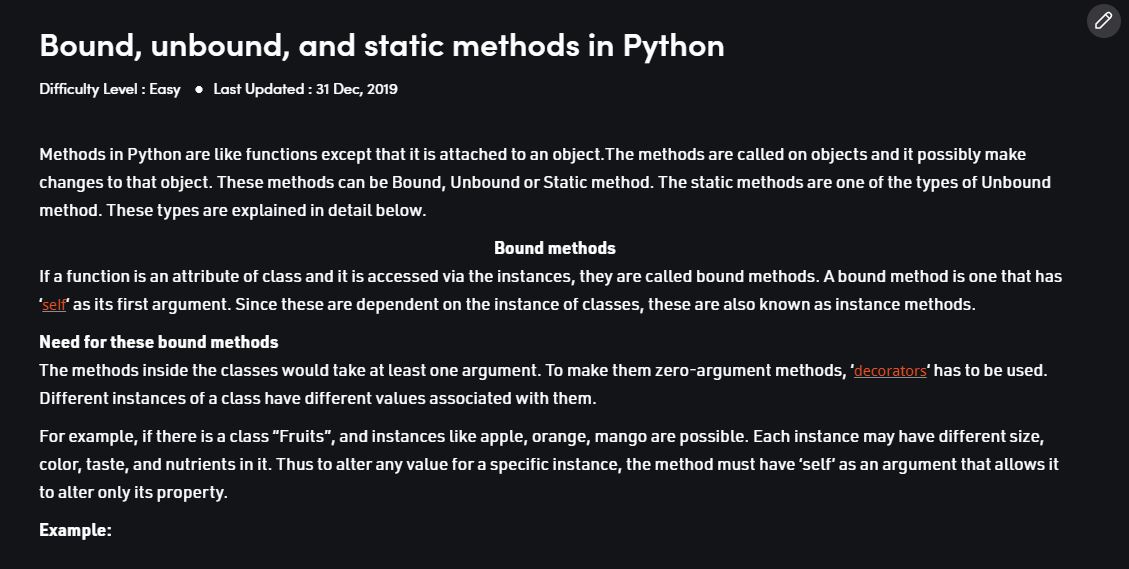 Bound, unbound, and static methods in Python
Difficulty Level : Easy ● Last Updated : 31 Dec, 2019
Methods in Python are like functions except that it is attached to an object.The methods are called on objects and it possibly make
changes to that object. These methods can be Bound, Unbound or Static method. The static methods are one of the types of Unbound
method. These types are explained in detail below.
Bound methods
If a function is an attribute of class and it is accessed via the instances, they are called bound methods. A bound method is one that has
‘self‘ as its first argument. Since these are dependent on the instance of classes, these are also known as instance methods.
Need for these bound methods
The methods inside the classes would take at least one argument. To make them zero-argument methods, ‘decorators‘ has to be used.
Different instances of a class have different values associated with them.
For example, if there is a class “Fruits”, and instances like apple, orange, mango are possible. Each instance may have different size,
color, taste, and nutrients in it. Thus to alter any value for a specific instance, the method must have ‘self’ as an argument that allows it
to alter only its property.
Example: